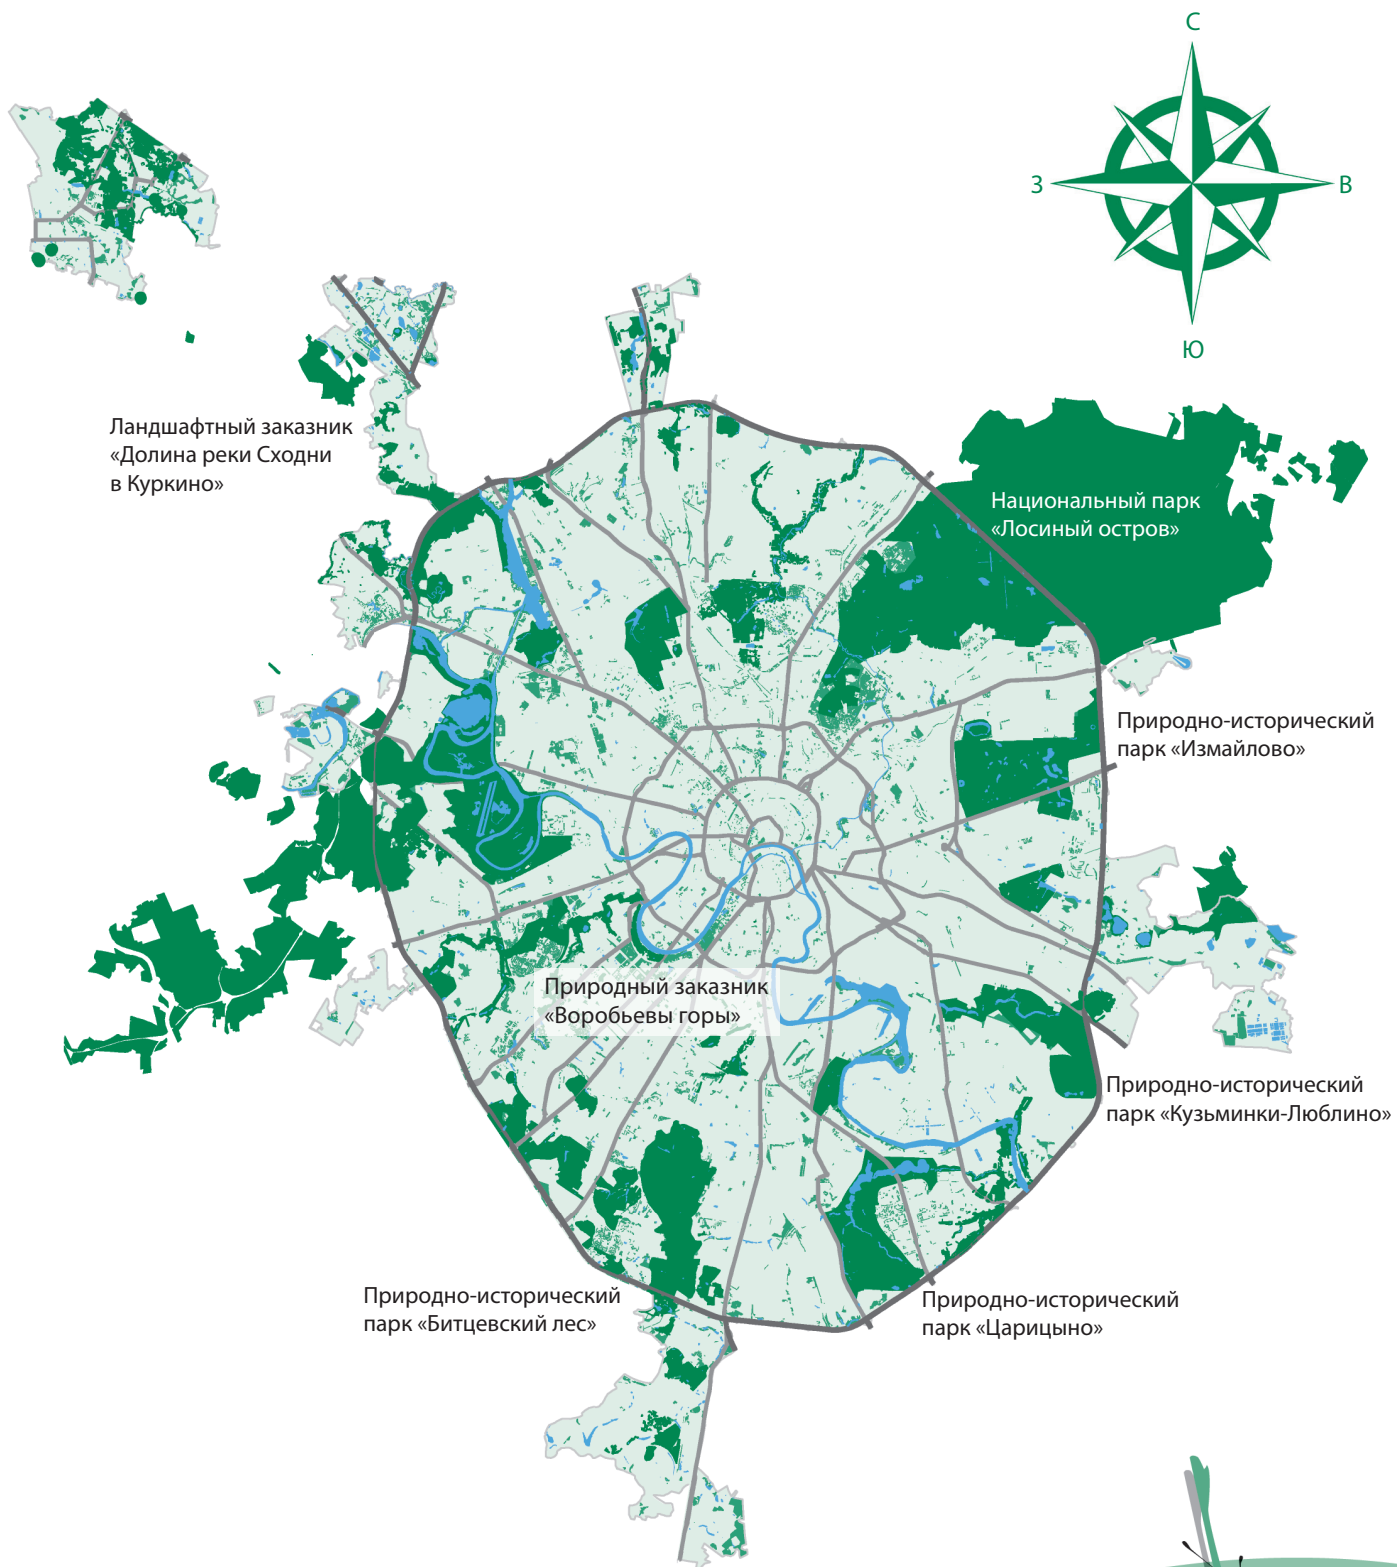 С
З
В
Ю
Ландшафтный заказник
«Долина реки Сходни
в Куркино»
Национальный парк
«Лосиный остров»
Природно-исторический
парк «Измайлово»
Природный заказник
«Воробьевы горы»
Природно-исторический
парк «Кузьминки-Люблино»
Природно-исторический
парк «Битцевский лес»
Природно-исторический
парк «Царицыно»